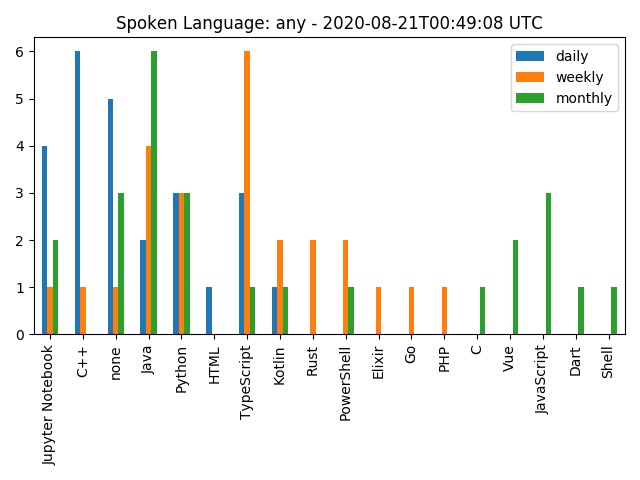 Spoken Language: any - 2020-08-21T00:49:08 UTC
daily
weekly
monthly
6
5
4
3
2
1
0
Jupyter Notebook
C++
none
Java
Python
HTML
TypeScript
Kotlin
Rust
PowerShell
Elixir
Go
PHP
C
Vue
JavaScript
Dart
Shell